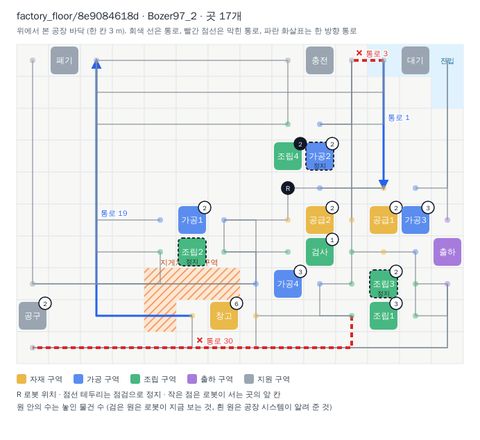 factory_floor/8e9084618d · Bozer97_2 · 곳 17개
위에서 본 공장 바닥 (한 칸 3 m). 회색 선은 통로, 빨간 점선은 막힌 통로, 파란 화살표는 한 방향 통로
폐기
충전
✕ 통로 3
대기
진입
통로 1
조립4
2
가공2
2
정지
R
통로 19
가공1
2
공급2
2
공급1
2
가공3
3
조립2
정지
검사
1
출하
구역
가공4
3
조립3
2
정지
공구
2
창고
6
조립1
3
✕ 통로 30
자재 구역
가공 구역
조립 구역
출하 구역
지원 구역
R 로봇 위치 · 점선 테두리는 점검으로 정지 · 작은 점은 로봇이 서는 곳의 앞 칸
원 안의 수는 놓인 물건 수 (검은 원은 로봇이 지금 보는 것, 흰 원은 공장 시스템이 알려 준 것)